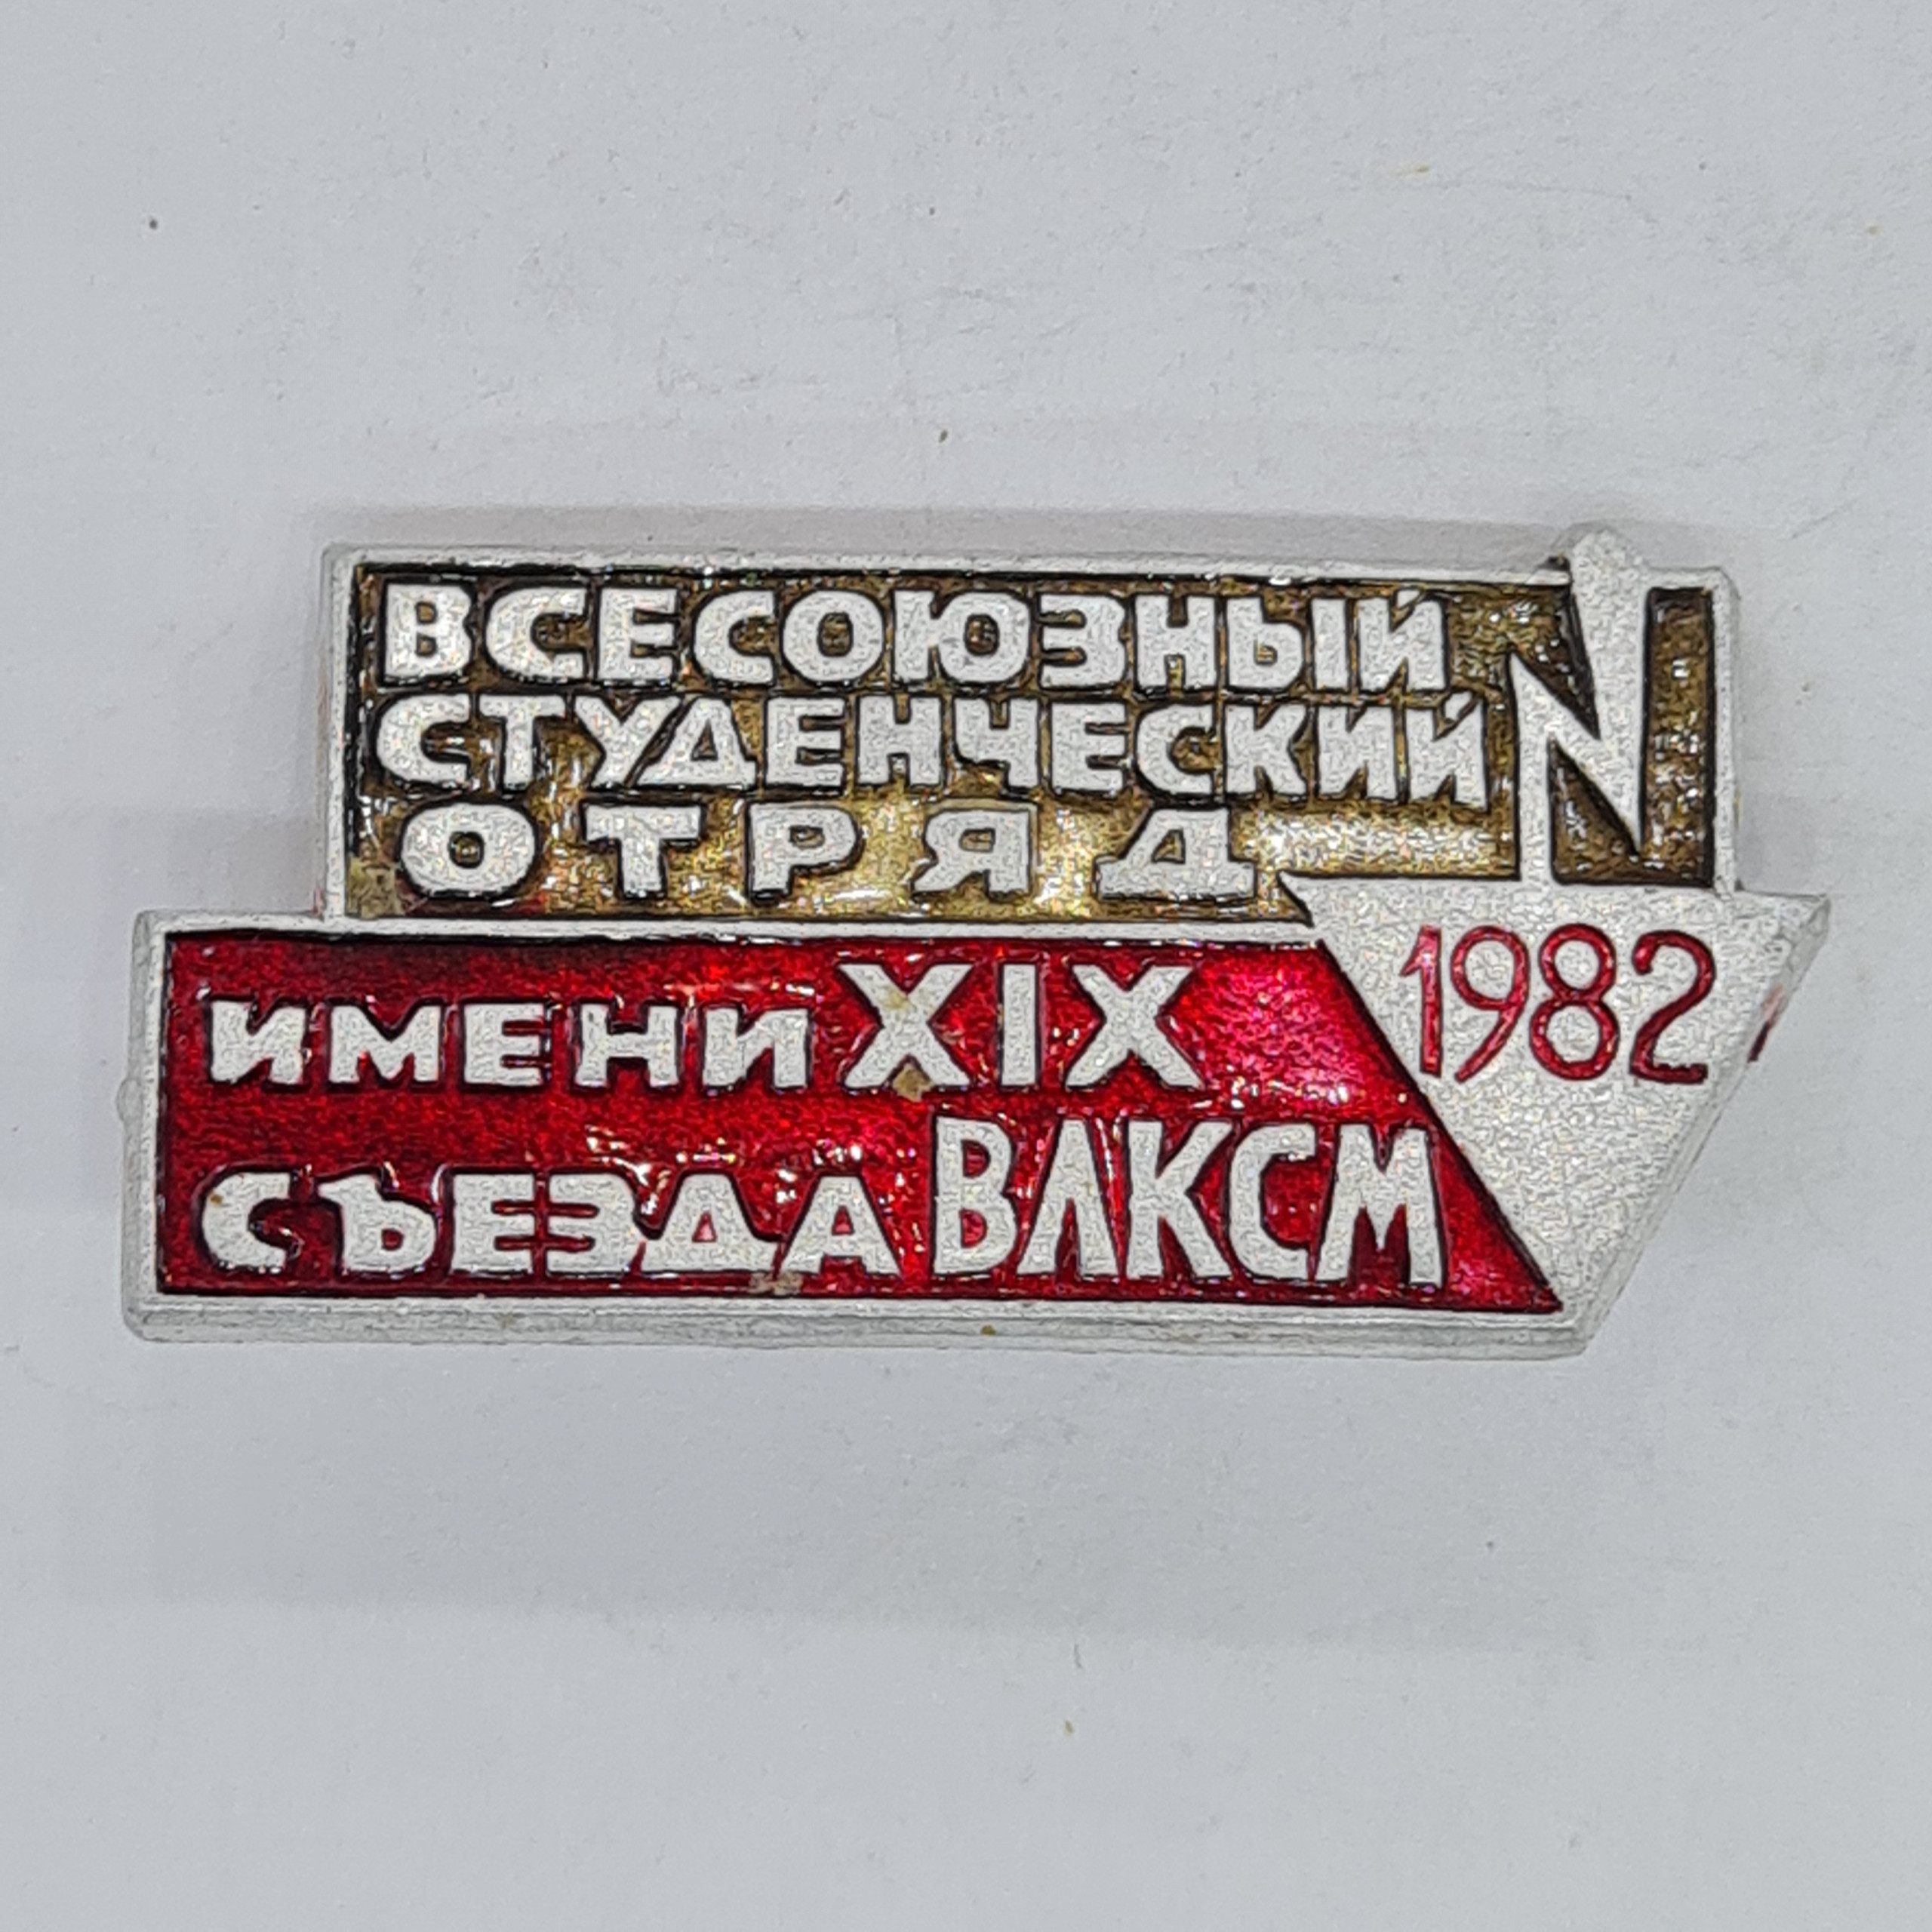 ВСЕСОЮЗНЫЙ
СТУДЕНЧЕСКИЙ
ОТРЯД
ИМЕНИ XIX
1982
СЪЕЗДА ВЛКСМ